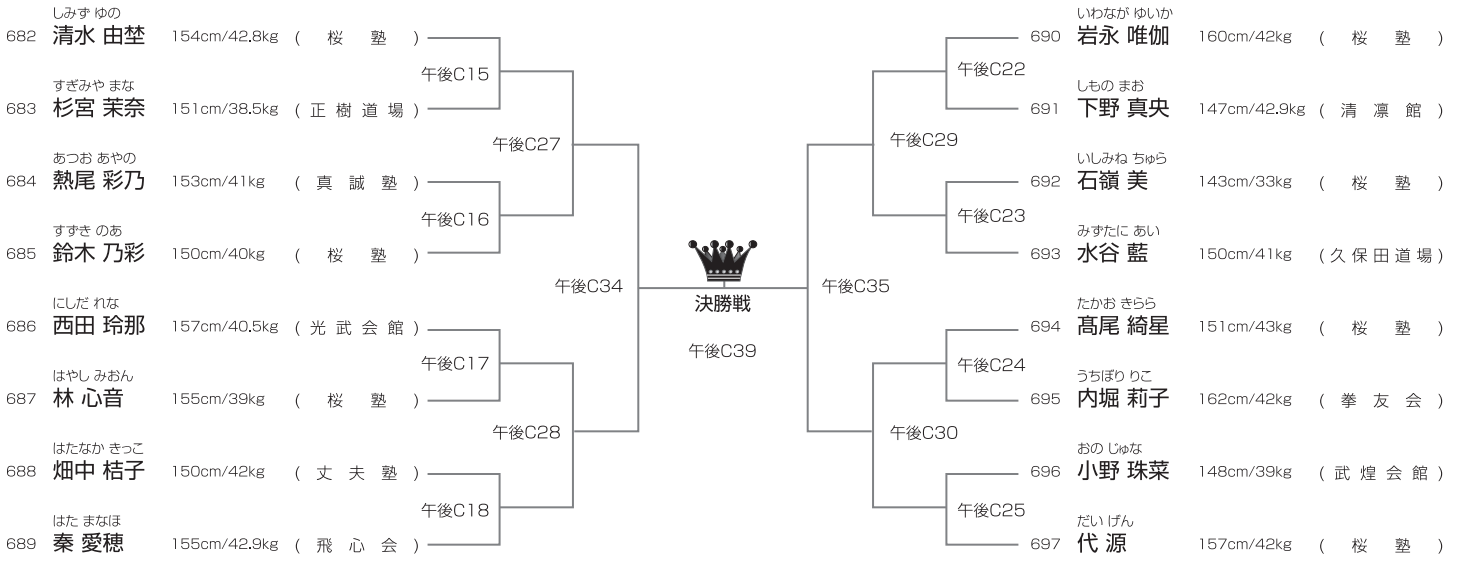 しみず ゆの
682 清水 由埜 154cm/42.8kg ( 桜 塾 )
午後C15
すぎみや まな
683 杉宮 茉奈 151cm/38.5kg ( 正 樹 道 場 )
午後C27
あつお あやの
684 熱尾 彩乃 153cm/41kg ( 真 誠 塾 )
午後C16
すずき のあ
685 鈴木 乃彩 150cm/40kg ( 桜 塾 )
午後C34
にしだ れな
686 西田 玲那 157cm/40.5kg ( 光 武 会 館 )
午後C17
はやし みおん
687 林 心音 155cm/39kg ( 桜 塾 )
午後C28
はたなか きっこ
688 畑中 桔子 150cm/42kg ( 丈 夫 塾 )
午後C18
はた まなほ
689 秦 愛穂 155cm/42.9kg ( 飛 心 会 )
決勝戦
午後C39
いわなが ゆいか
690 岩永 唯伽 160cm/42kg ( 桜 塾 )
午後C22
しもの まお
691 下野 真央 147cm/42.9kg ( 清 凛 館 )
午後C29
いしみね ちゅら
692 石嶺 美 143cm/33kg ( 桜 塾 )
午後C23
みずたに あい
693 水谷 藍 150cm/41kg ( 久 保 田 道 場 )
午後C35
たかお きらら
694 髙尾 綺星 151cm/43kg ( 桜 塾 )
午後C24
うちぼり りこ
695 内堀 莉子 162cm/42kg ( 拳 友 会 )
午後C30
おの じゅな
696 小野 珠菜 148cm/39kg ( 武 煌 会 館 )
午後C25
だい げん
697 代 源 157cm/42kg ( 桜 塾 )